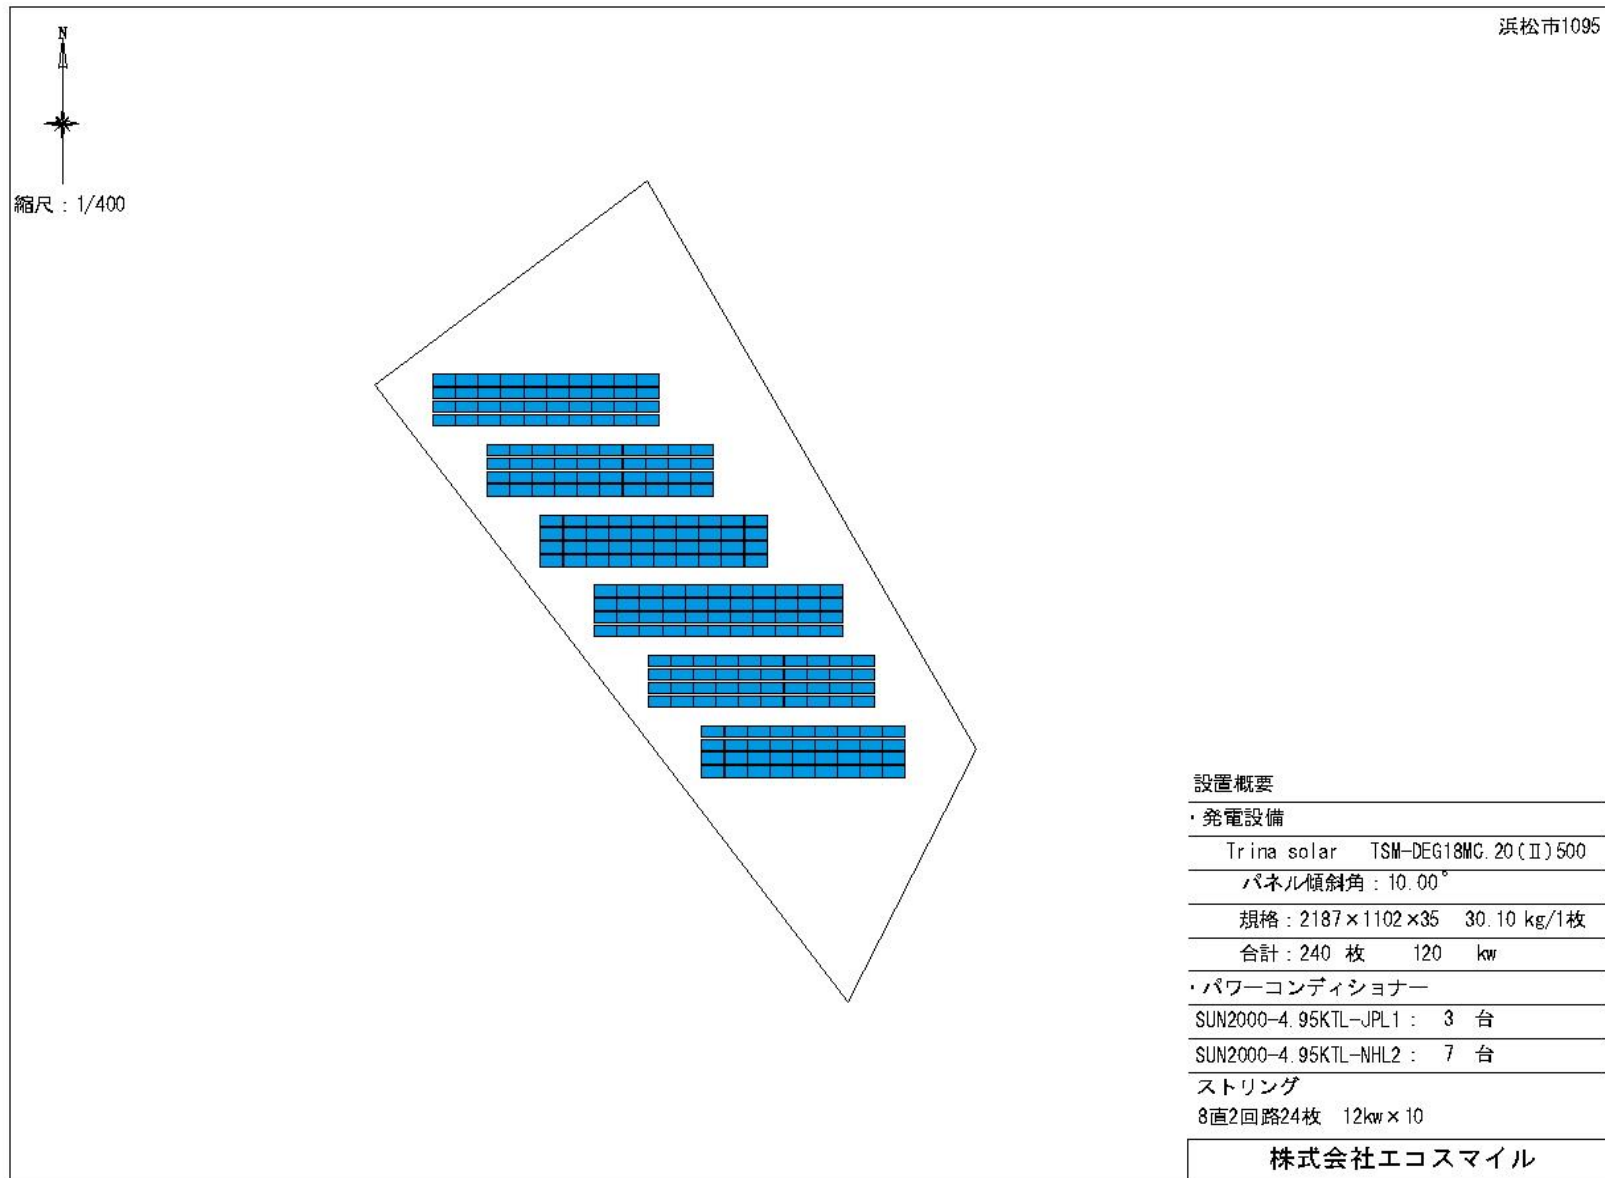 浜松市1095
N
縮尺：1/400
設置概要
・発電設備
Trina solar TSM-DEG18MC.20(Ⅱ)500
パネル傾斜角：10.00°
規格：2187×1102×35 30.10 kg/1枚
合計：240 枚 120 kw
・パワーコンディショナー
SUN2000-4.95KTL-JPL1： 3 台
SUN2000-4.95KTL-NHL2： 7 台
ストリング
8直2回路24枚 12kw×10
株式会社エコスマイル